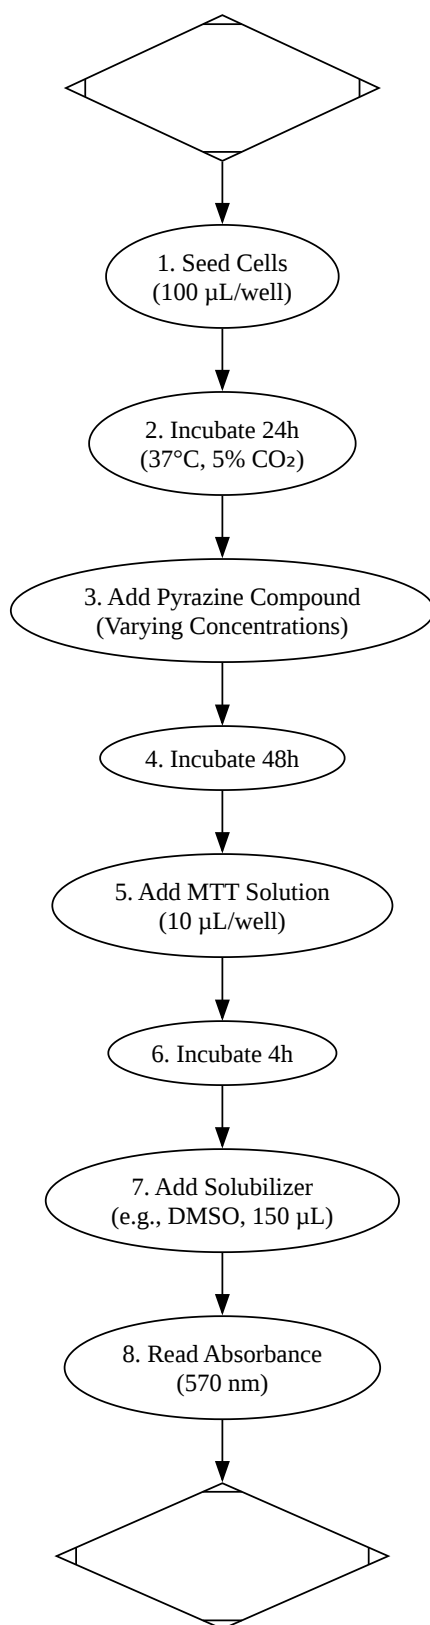 1. Seed Cells
(100 µL/well)
2. Incubate 24h
(37°C, 5% CO₂)
3. Add Pyrazine Compound
(Varying Concentrations)
4. Incubate 48h
5. Add MTT Solution
(10 µL/well)
6. Incubate 4h
7. Add Solubilizer
(e.g., DMSO, 150 µL)
8. Read Absorbance
(570 nm)